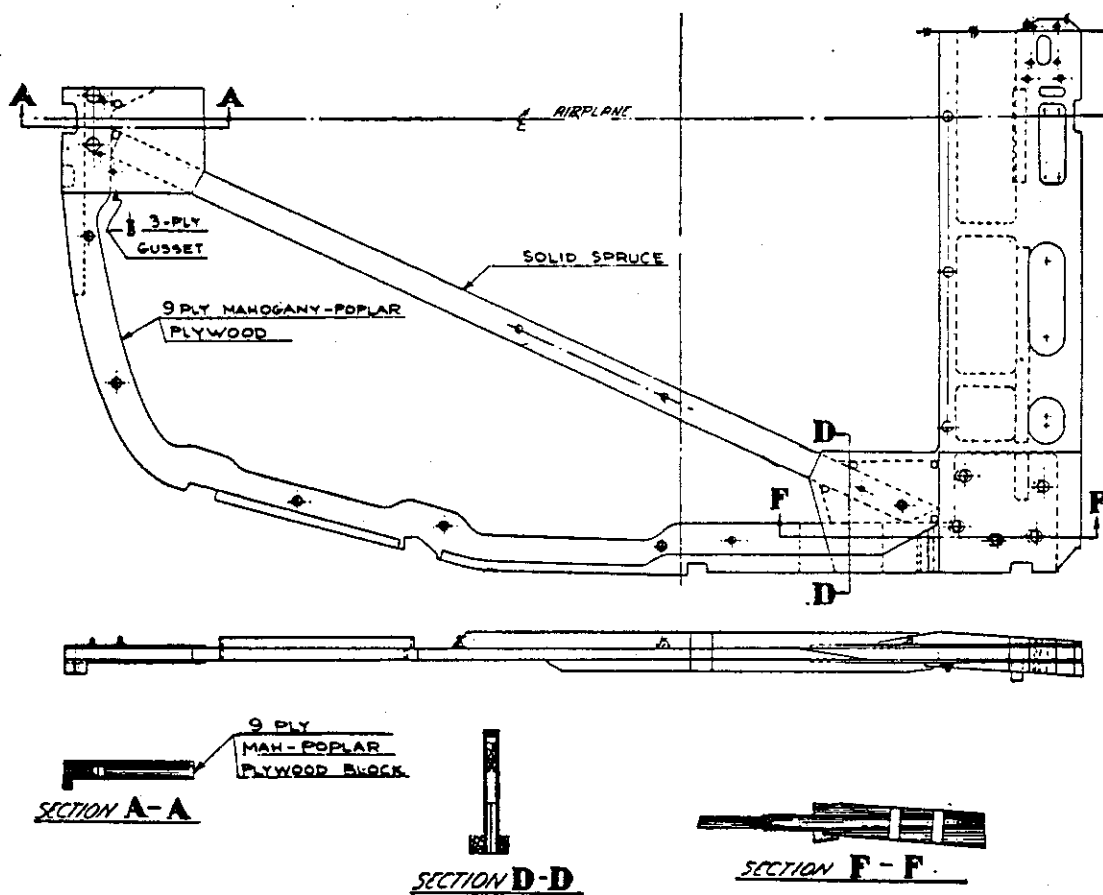 A
A
℄ AIRPLANE
3-PLY
GUSSET
SOLID SPRUCE
9 PLY MAHOGANY-POPLAR
PLYWOOD
D
F
F
D
9 PLY
MAH-POPLAR
PLYWOOD BLOCK
SECTION A-A
SECTION D-D
SECTION F-F